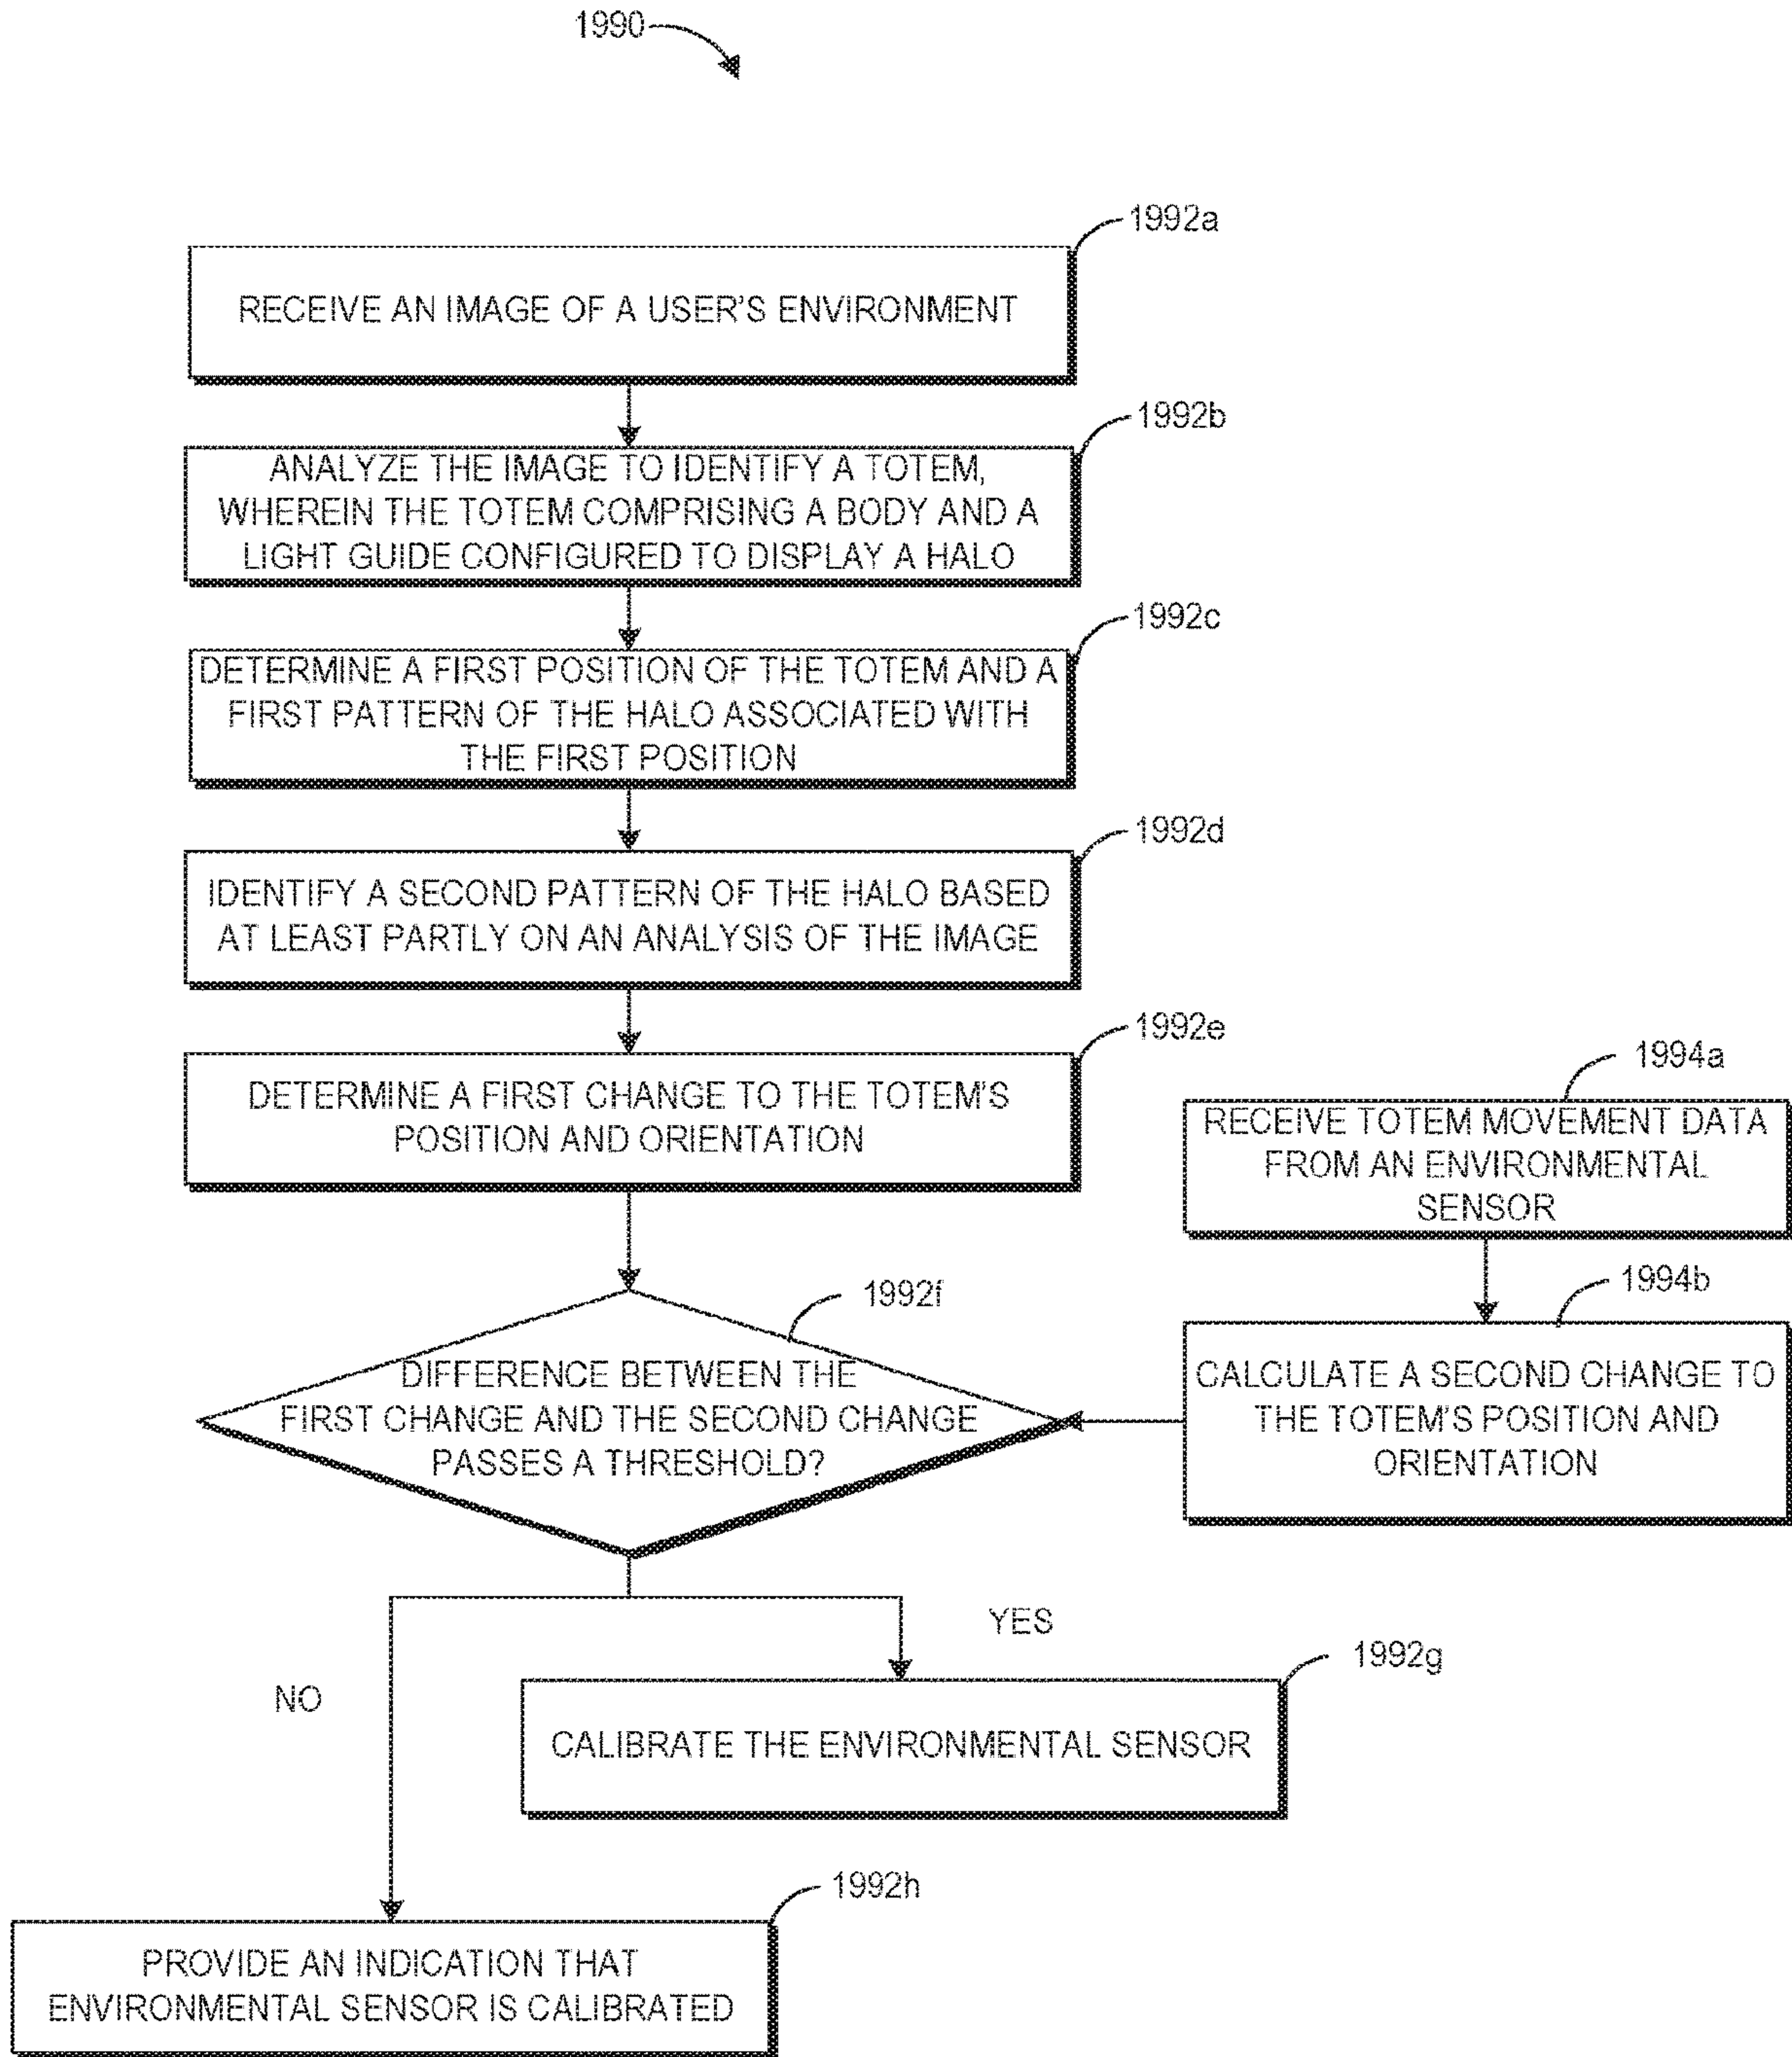 1990
1992a
RECEIVE AN IMAGE OF A USER'S ENVIRONMENT
1992b
ANALYZE THE IMAGE TO IDENTIFY A TOTEM,
WHEREIN THE TOTEM COMPRISING A BODY AND A
LIGHT GUIDE CONFIGURED TO DISPLAY A HALO
1992c
DETERMINE A FIRST POSITION OF THE TOTEM AND A
FIRST PATTERN OF THE HALO ASSOCIATED WITH
THE FIRST POSITION
1992d
IDENTIFY A SECOND PATTERN OF THE HALO BASED
AT LEAST PARTLY ON AN ANALYSIS OF THE IMAGE
1992e
DETERMINE A FIRST CHANGE TO THE TOTEM'S
POSITION AND ORIENTATION
1994a
RECEIVE TOTEM MOVEMENT DATA
FROM AN ENVIRONMENTAL
SENSOR
1994b
CALCULATE A SECOND CHANGE TO
THE TOTEM'S POSITION AND
ORIENTATION
1992f
DIFFERENCE BETWEEN THE
FIRST CHANGE AND THE SECOND CHANGE
PASSES A THRESHOLD?
YES
1992g
CALIBRATE THE ENVIRONMENTAL SENSOR
NO
1992h
PROVIDE AN INDICATION THAT
ENVIRONMENTAL SENSOR IS CALIBRATED